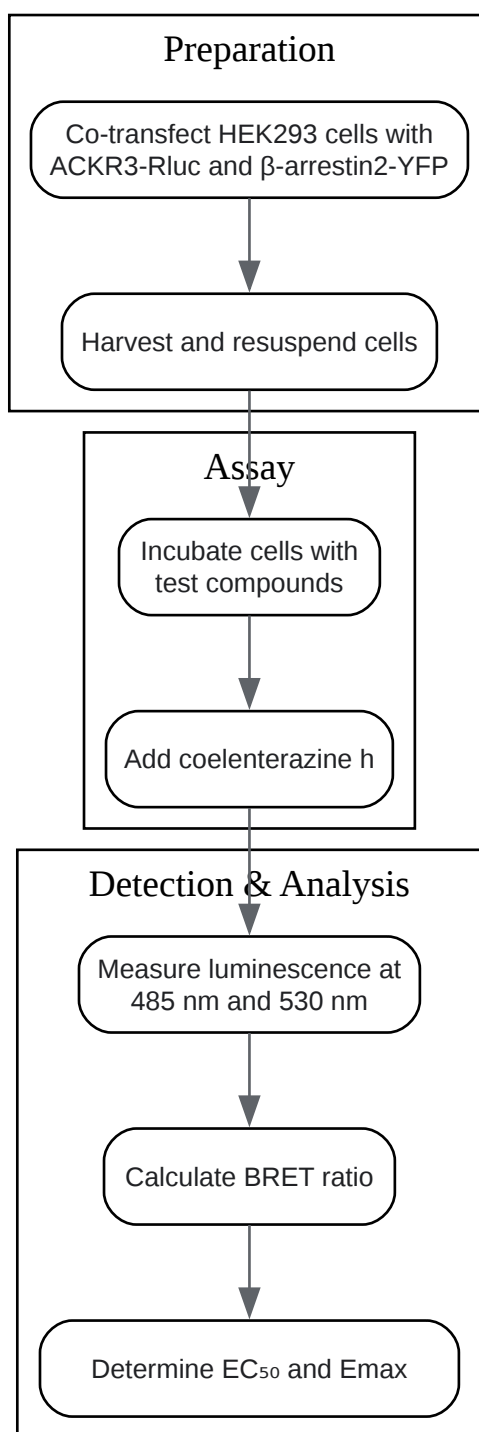 Preparation
Co-transfect HEK293 cells with
ACKR3-Rluc and β-arrestin2-YFP
Harvest and resuspend cells
Assay
Incubate cells with
test compounds
Add coelenterazine h
Detection & Analysis
Measure luminescence at
485 nm and 530 nm
Calculate BRET ratio
Determine EC₅₀ and Emax